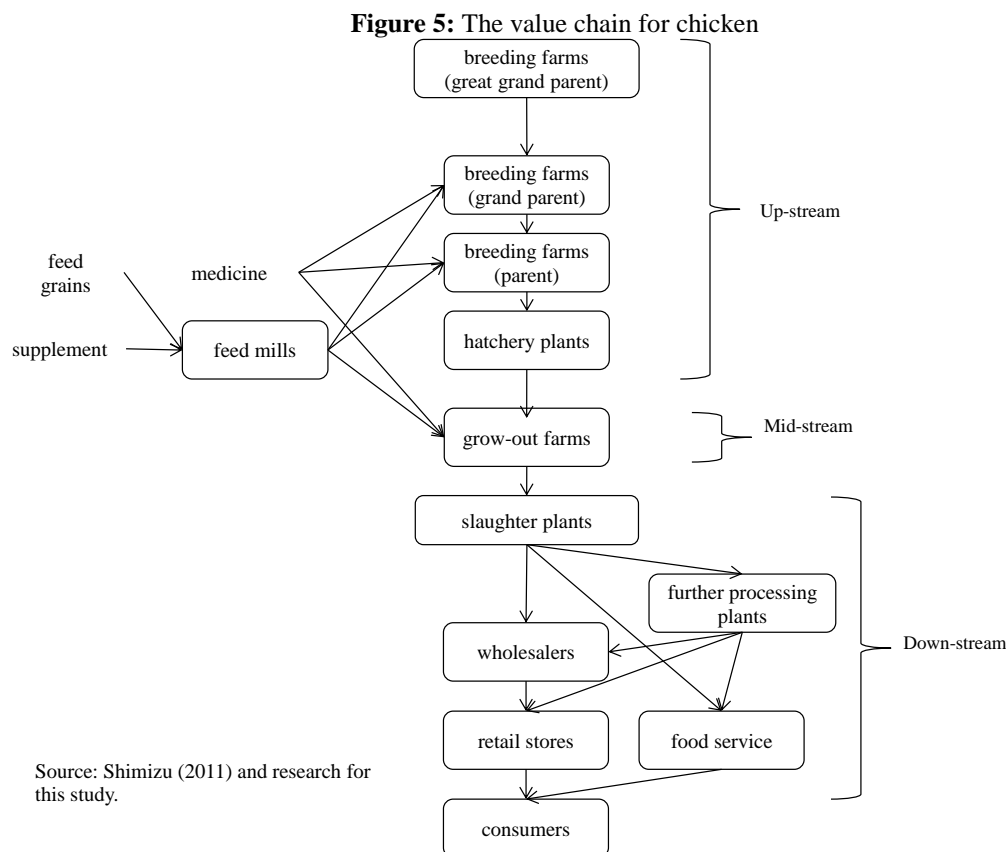 Figure 5: The value chain for chicken
breeding farms
(great grand parent)
breeding farms
(grand parent)
Up-stream
breeding farms
(parent)
feed
grains
medicine
hatchery plants
supplement
feed mills
Mid-stream
grow-out farms
slaughter plants
further processing
plants
Down-stream
wholesalers
retail stores
food service
Source: Shimizu (2011) and research for
this study.
consumers